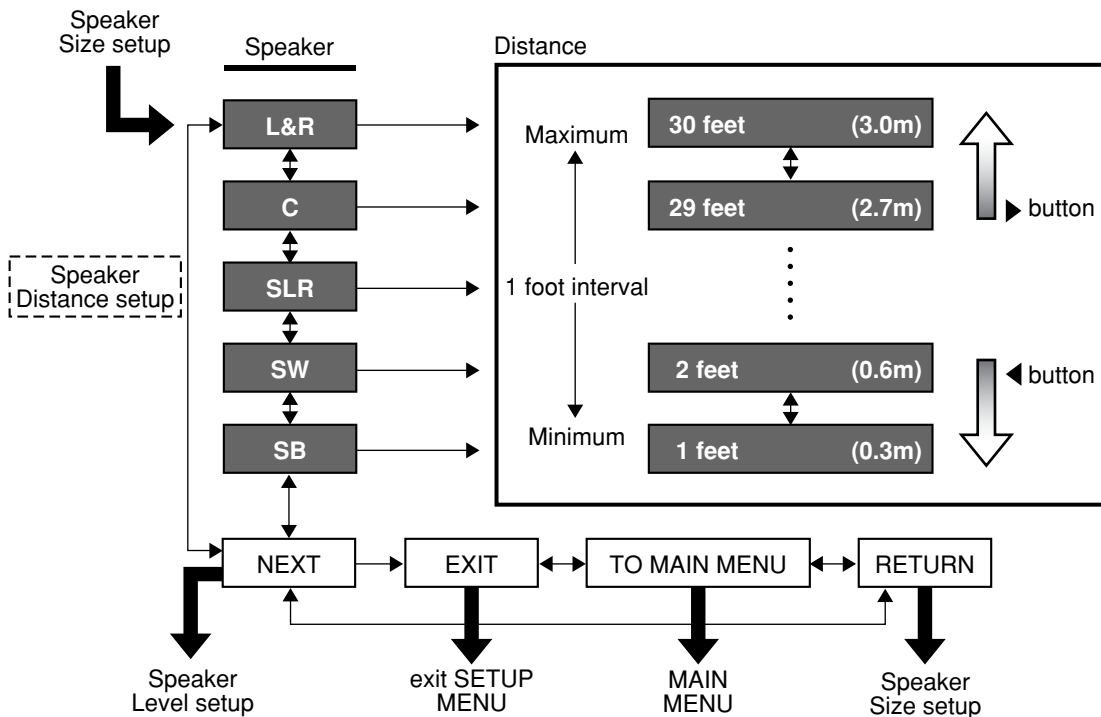 Speaker
Size setup
Speaker
Distance
L&R
C
SLR
SW
SB
Speaker
Distance setup
Maximum
1 foot interval
Minimum
30 feet (3.0m)
29 feet (2.7m)
2 feet (0.6m)
1 feet (0.3m)
button
button
NEXT
EXIT
TO MAIN MENU
RETURN
Speaker
Level setup
exit SETUP
MENU
MAIN
MENU
Speaker
Size setup